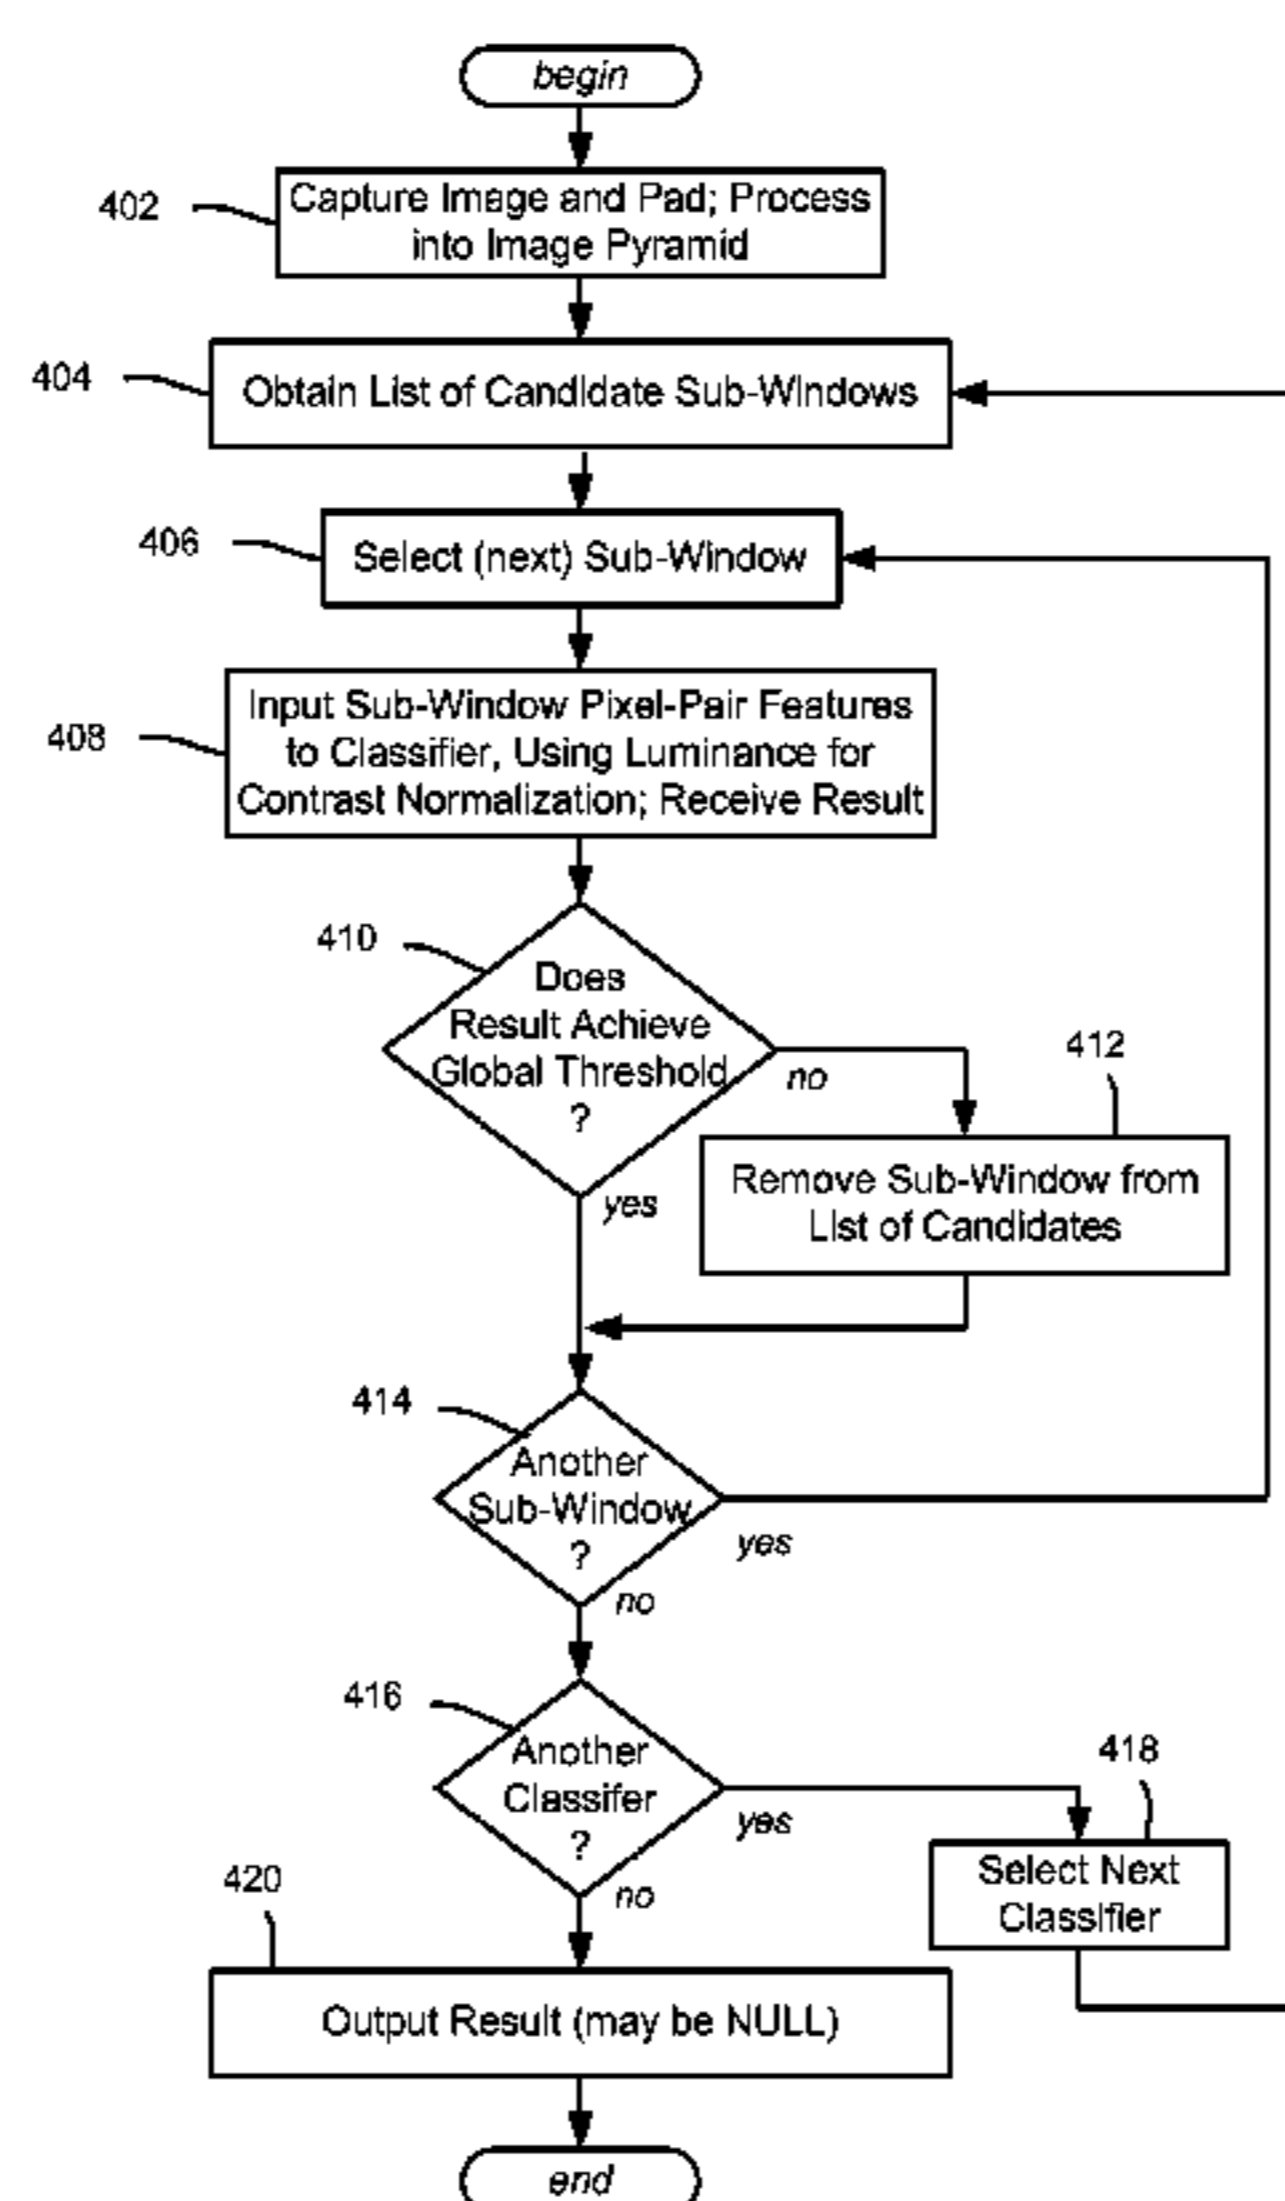 begin
402
Capture Image and Pad; Process
into Image Pyramid
404
Obtain List of Candidate Sub-Windows
406
Select (next) Sub-Window
408
Input Sub-Window Pixel-Pair Features
to Classifier, Using Luminance for
Contrast Normalization; Receive Result
410
Does
Result Achieve
Global Threshold
?
no
yes
412
Remove Sub-Window from
List of Candidates
414
Another
Sub-Window
?
yes
no
416
Another
Classifer
?
yes
no
418
Select Next
Classifier
420
Output Result (may be NULL)
end